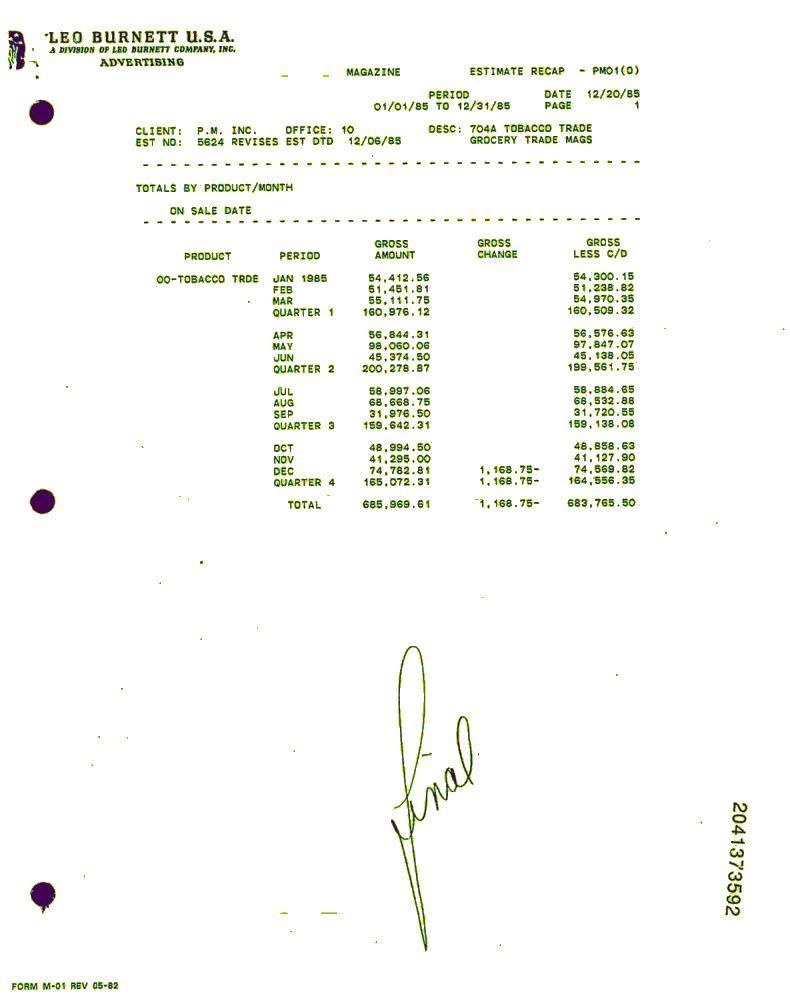 LEO BURNETT U.S.A.
A DIVISION OF LEO BURNETT COMPANY, INC.
ADVERTISING
MAGAZINE ESTIMATE RECAP - PM01(0)
PERIOD DATE 12/20/85
01/01/85 TO 12/31/85 PAGE 1
CLIENT: P.M. INC. OFFICE: 10 DESC: 704A TOBACCO TRADE
EST NO: 5624 REVISES EST DTD 12/06/85 GROCERY TRADE MAGS
TOTALS BY PRODUCT/MONTH
ON SALE DATE
GROSS GROSS GROSS
PRODUCT PERIOD AMOUNT CHANGE LESS C/D
00-TOBACCO TRDE JAN 1985 54,412.56 54,300.15
FEB 51,451.81 51,238.82
MAR 55,111.75 54,970.35
QUARTER 1 160,976.12 160,509.32
APR 56,844.31 56,576.63
MAY 98,060.06 97,847.07
JUN 45,374.50 45,138.05
QUARTER 2 200,278.87 199,561.75
JUL 58,997.06 58,884.65
AUG 68,668.75 68,532.88
SEP 31,976.50 31,720.55
QUARTER 3 159,642.31 159,138.08
OCT 48,994.50 48,858.63
NOV 41,295.00 41,127.90
DEC 74,782.81 1,168.75- 74,569.82
QUARTER 4 165,072.31 1,168.75- 164,556.35
TOTAL 685,969.61 1,168.75- 683,765.50
Final
2041373592
FORM M-01 REV 05-82